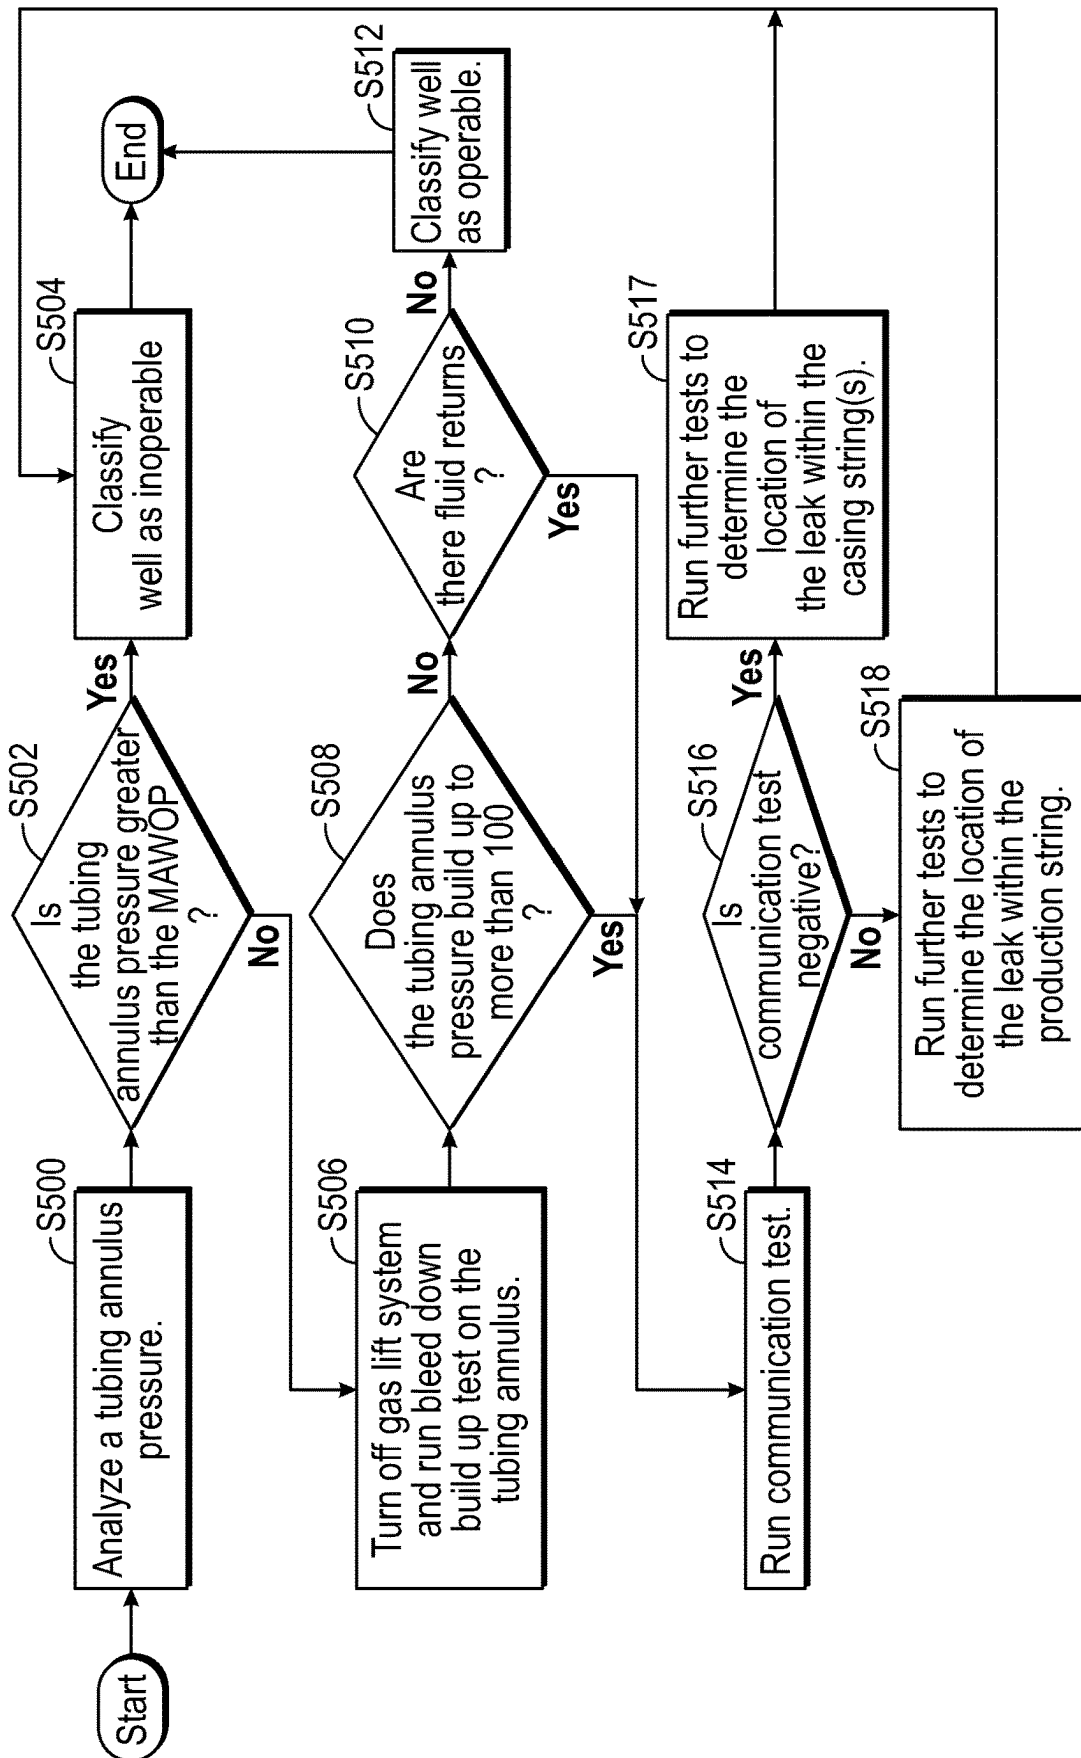 Start
S500
Analyze a tubing annulus
pressure.
S502
Is
the tubing
annulus pressure greater
than the MAWOP
?
Yes
No
S504
Classify
well as inoperable
End
S506
Turn off gas lift system
and run bleed down
build up test on the
tubing annulus.
S508
Does
the tubing annulus
pressure build up to
more than 100
?
No
Yes
S510
Are
there fluid returns
?
No
Yes
S512
Classify well
as operable.
S514
Run communication test.
S516
Is
communication test
negative?
Yes
No
S517
Run further tests to
determine the
location of
the leak within the
casing string(s).
S518
Run further tests to
determine the location of
the leak within the
production string.